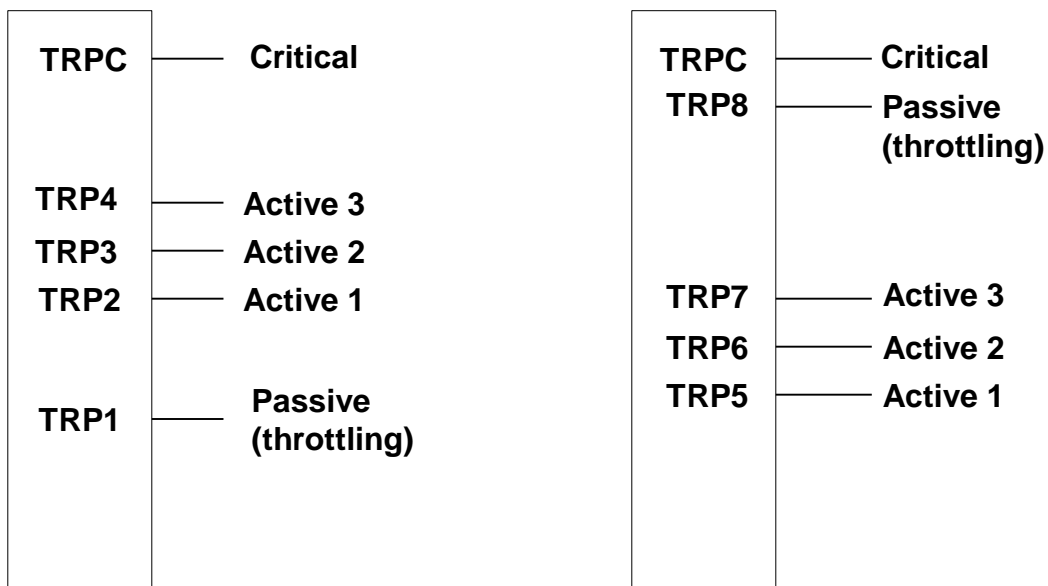 TRPC Critical
TRP4 Active 3
TRP3 Active 2
TRP2 Active 1
TRP1 Passive
(throttling)
TRPC Critical
TRP8 Passive
(throttling)
TRP7 Active 3
TRP6 Active 2
TRP5 Active 1